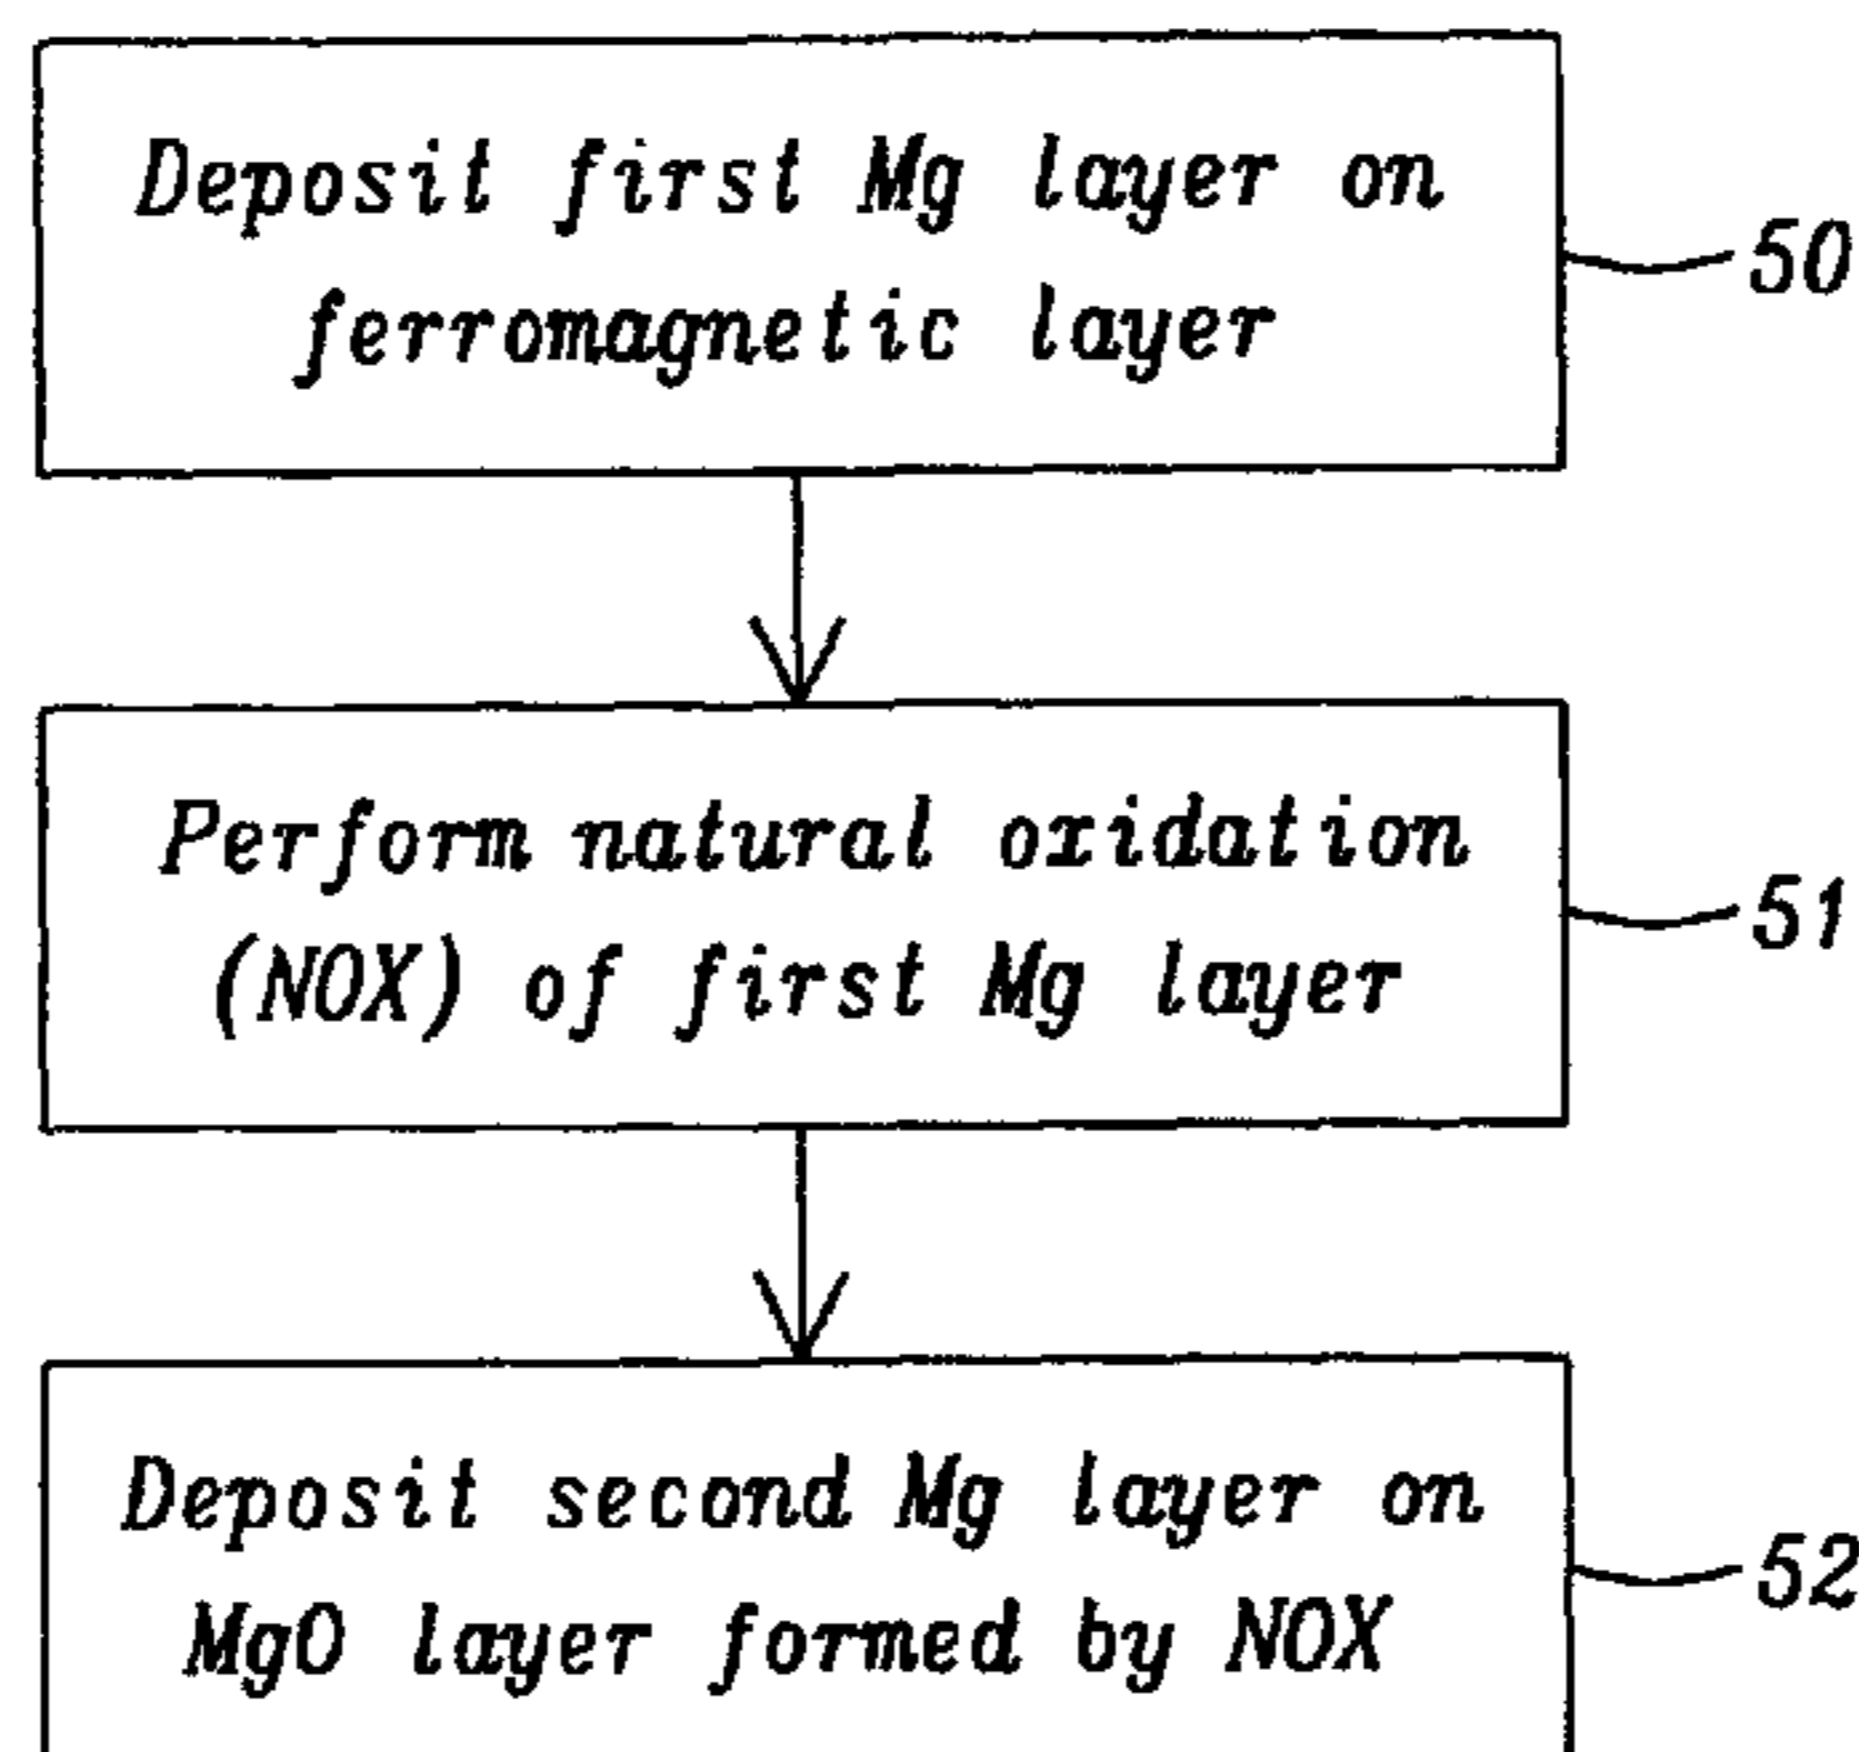 Deposit first Mg layer on
ferromagnetic layer
50
Perform natural oxidation
(NOX) of first Mg layer
51
Deposit second Mg layer on
MgO layer formed by NOX
52